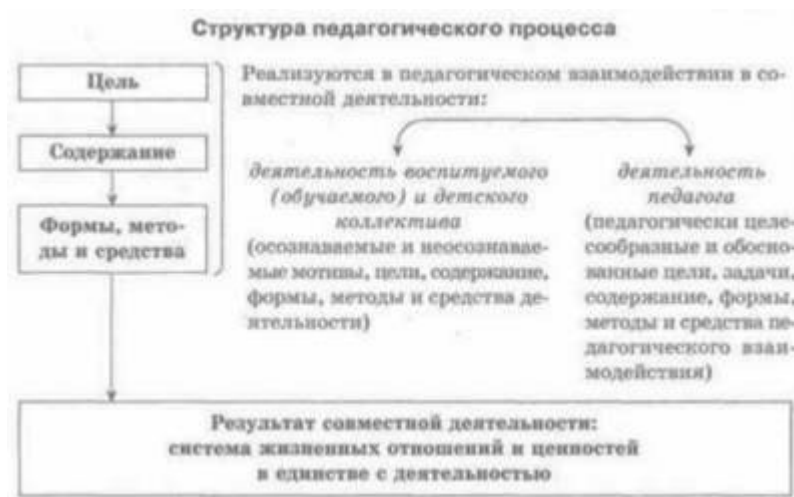 Структура педагогического процесса
Цель
Содержание
Формы, мето-
ды и средства
Реализуются в педагогическом взаимодействии в со-
вместной деятельности:
деятельность воспитуемого
(обучаемого) и детского
коллектива
(осознаваемые и неосознавае-
мые мотивы, цели, содержание,
формы, методы и средства де-
ятельности)
деятельность
педагога
(педагогически целе-
сообразные и обосно-
ванные цели, задачи,
содержание, формы,
методы и средства пе-
дагогического взаи-
модействия)
Результат совместной деятельности:
система жизненных отношений и ценностей
в единстве с деятельностью